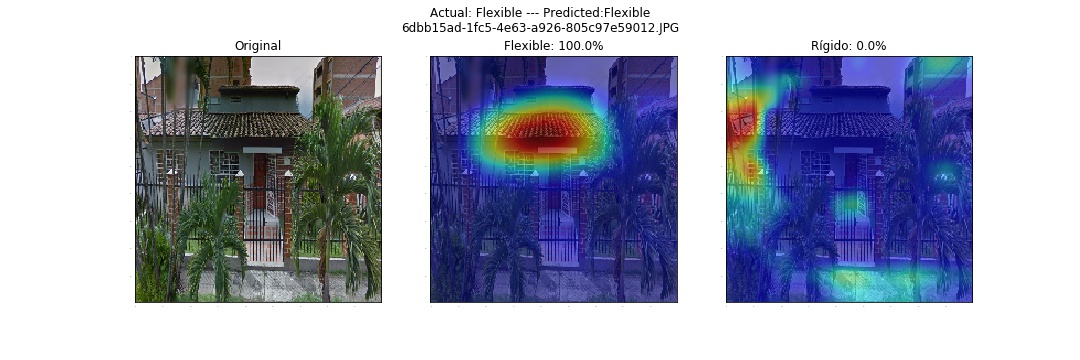 Actual: Flexible --- Predicted:Flexible
6dbb15ad-1fc5-4e63-a926-805c97e59012.JPG
Original
Flexible: 100.0%
Rígido: 0.0%